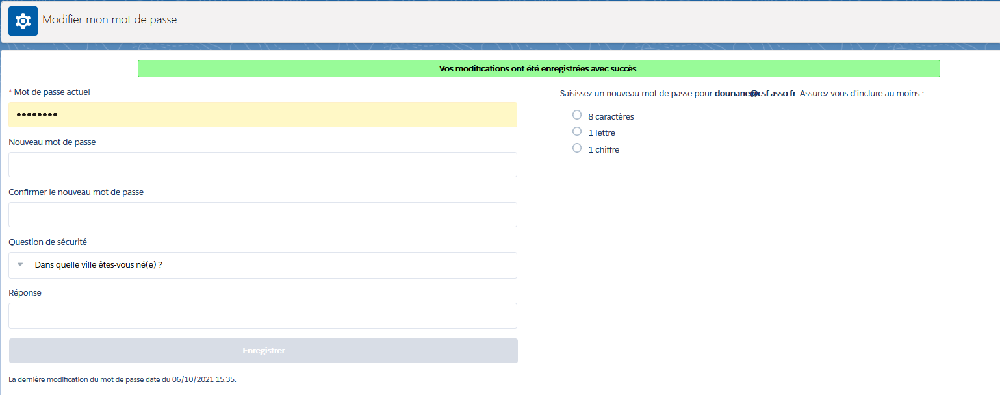 Modifier mon mot de passe
Vos modifications ont été enregistrées avec succès.
* Mot de passe actuel
••••••••
Nouveau mot de passe
Confirmer le nouveau mot de passe
Question de sécurité
Dans quelle ville êtes-vous né(e) ?
Réponse
Enregistrer
La dernière modification du mot de passe date du 06/10/2021 15:35.
Saisissez un nouveau mot de passe pour dounane@csf.asso.fr. Assurez-vous d'inclure au moins :
8 caractères
1 lettre
1 chiffre